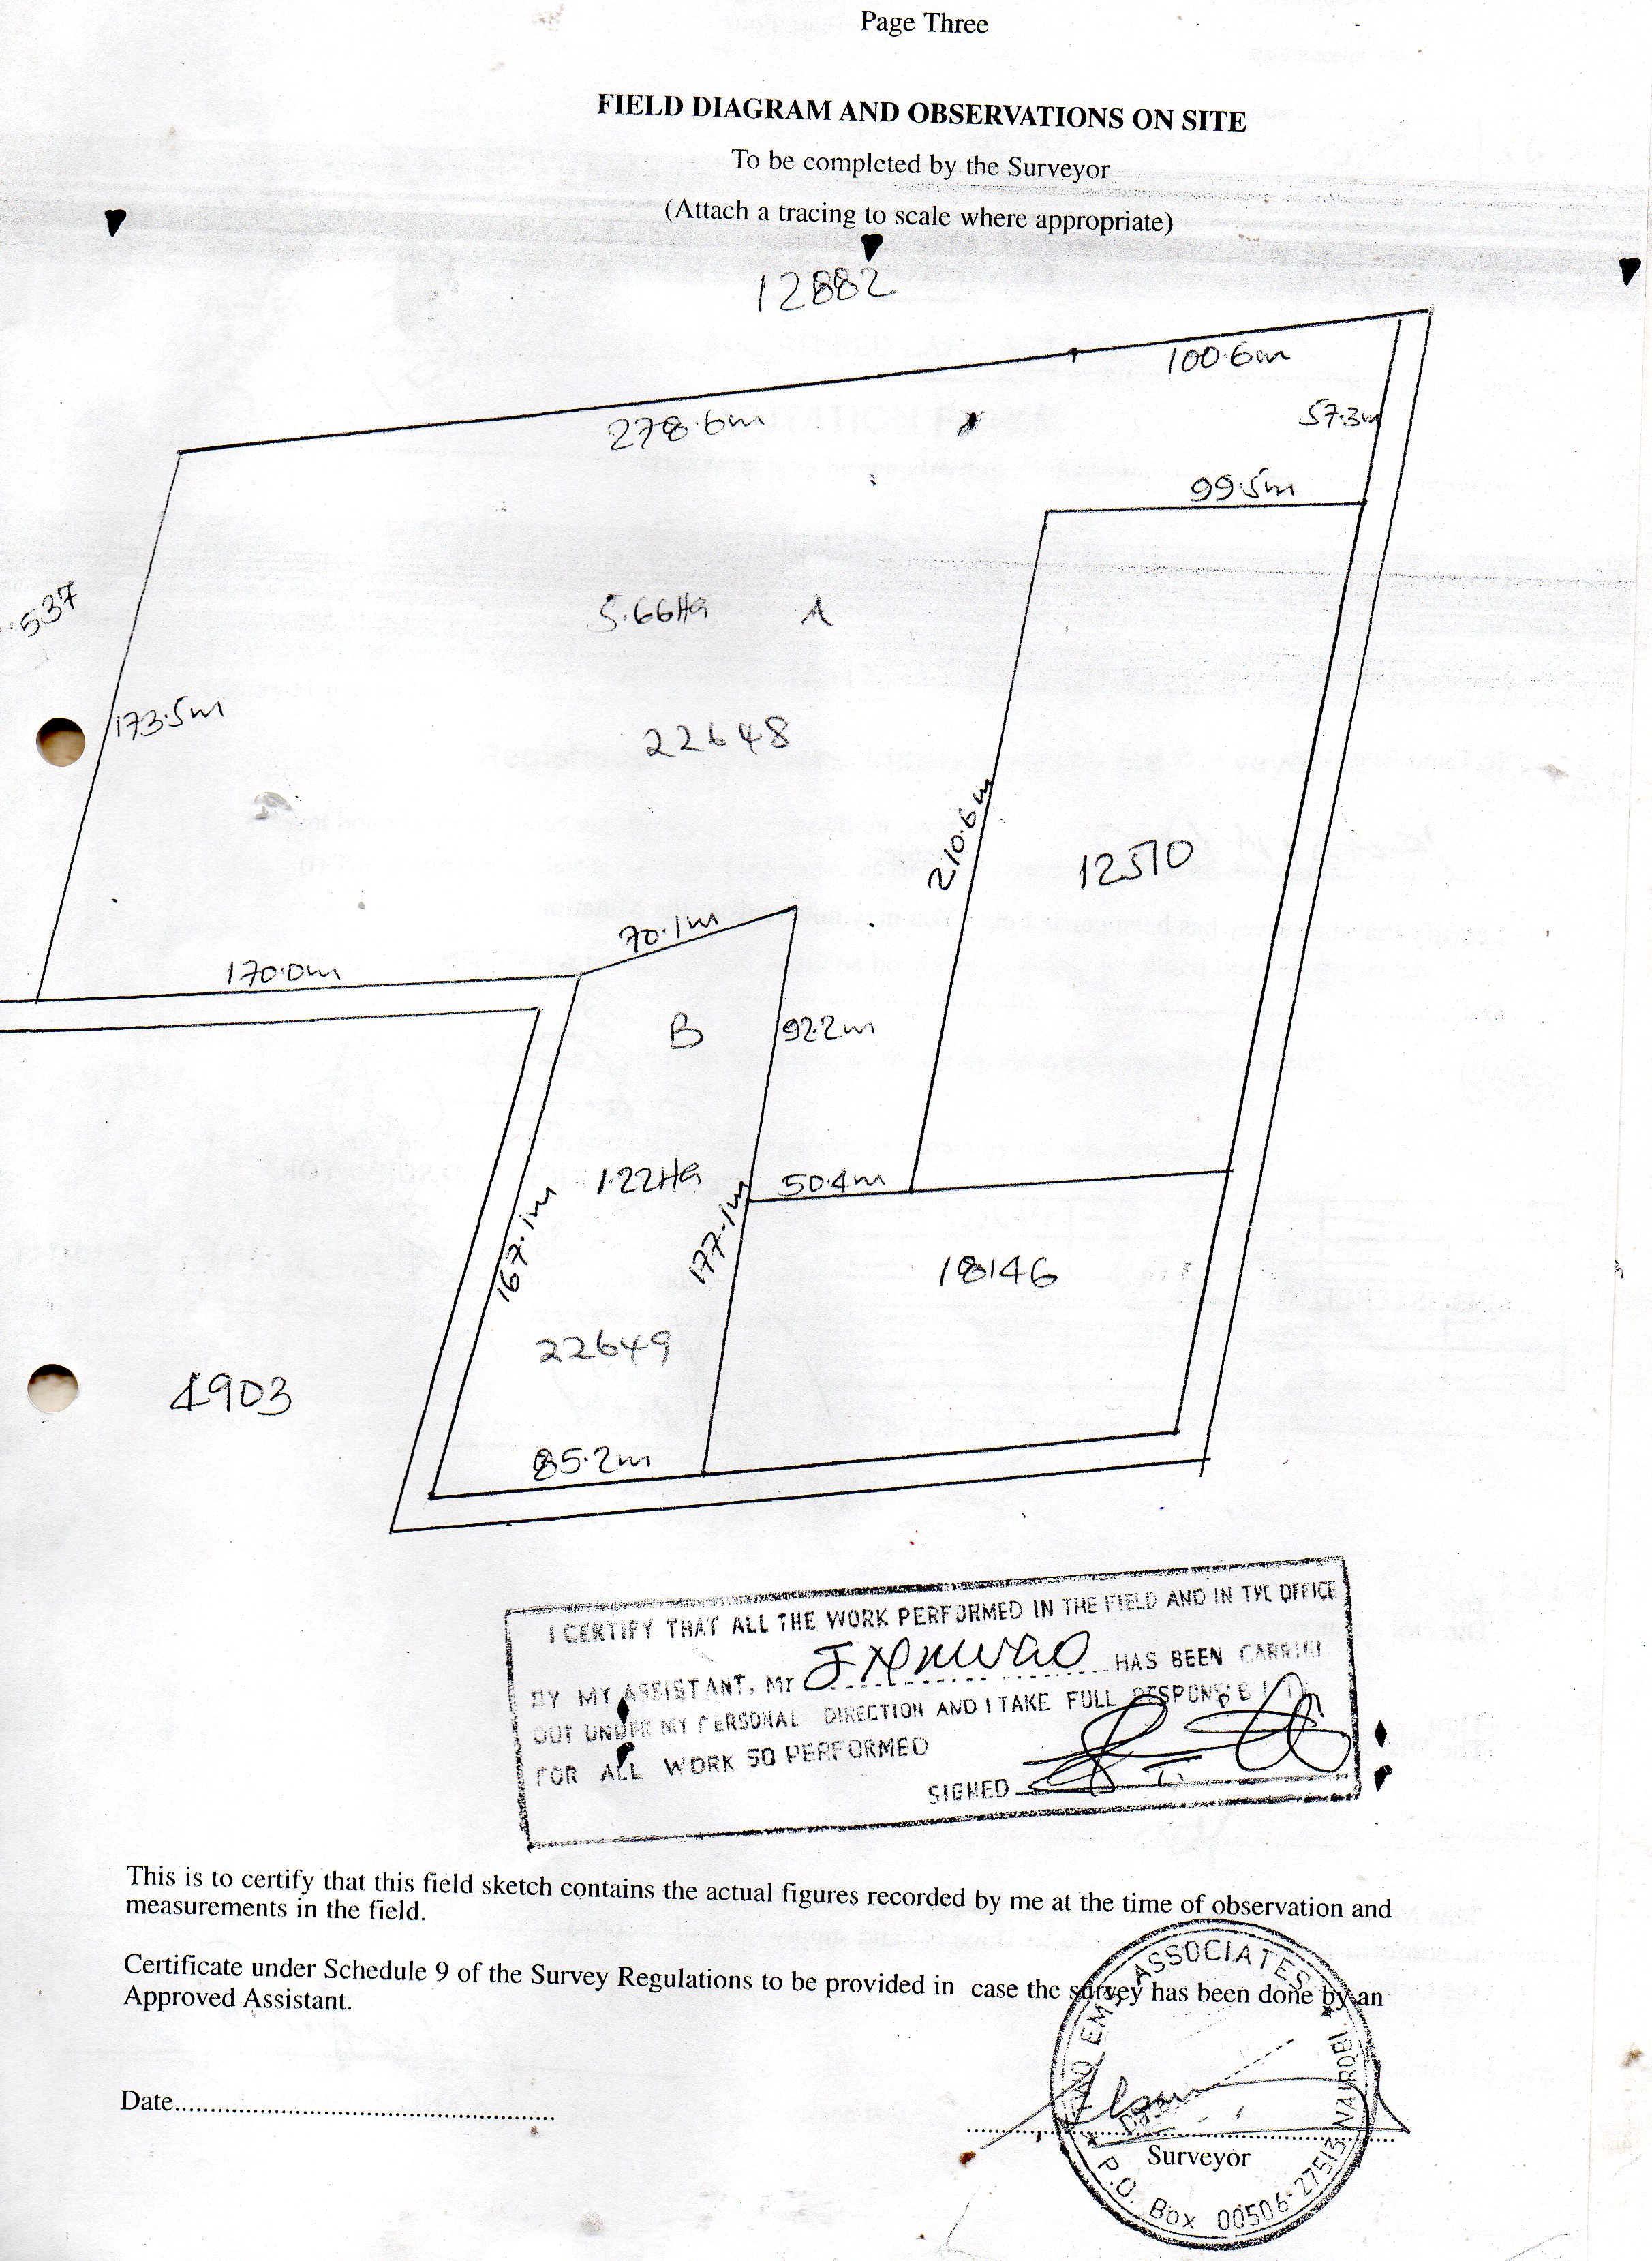 Page Three
FIELD DIAGRAM AND OBSERVATIONS ON SITE
To be completed by the Surveyor
(Attach a tracing to scale where appropriate)
12882
100.6m
278.6m
57.3m
99.5m
537
5.66Ha A
173.5m
22648
210.6m
12570
70.1m
170.0m
B
92.2m
1.22Ha
50.4m
167.1m
177.1m
18146
22649
4903
85.2m
I CERTIFY THAT ALL THE WORK PERFORMED IN THE FIELD AND IN THE OFFICE
BY MY ASSISTANT, Mr HAS BEEN CARRIED
OUT UNDER MY PERSONAL DIRECTION AND I TAKE FULL
FOR ALL WORK SO PERFORMED
SIGNED
This is to certify that this field sketch contains the actual figures recorded by me at the time of observation and
measurements in the field.
Certificate under Schedule 9 of the Survey Regulations to be provided in case the survey has been done by an
Approved Assistant.
Date
Surveyor
ASSOCIATES
Date
P.O. Box 00506-27513 NAIROBI